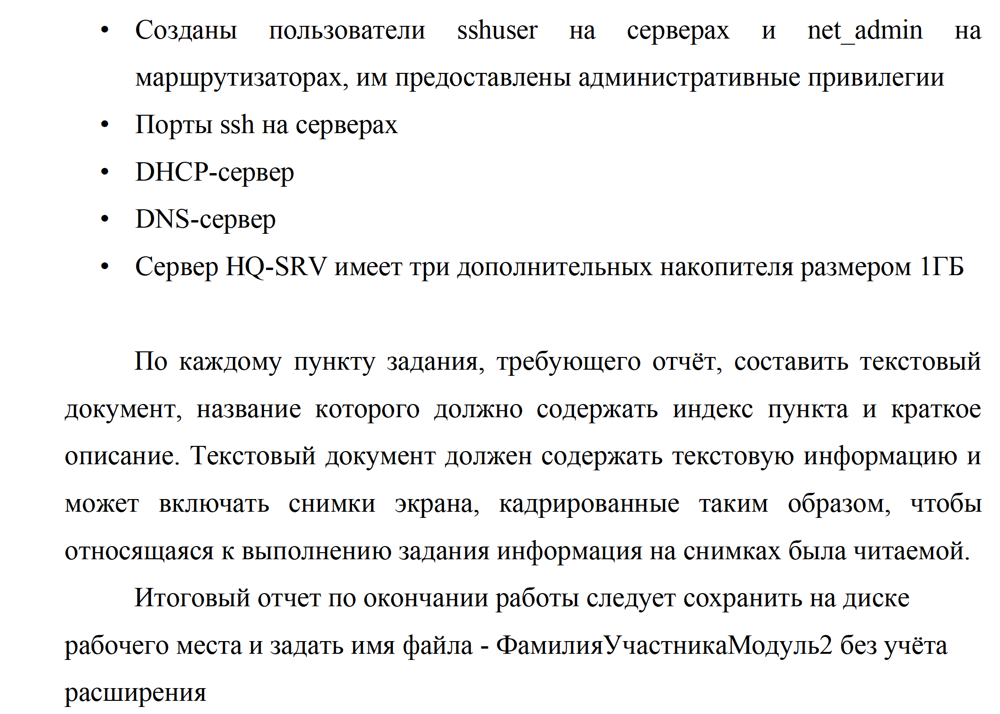 • Созданы пользователи sshuser на серверах и net_admin на
маршрутизаторах, им предоставлены административные привилегии
• Порты ssh на серверах
• DHCP-сервер
• DNS-сервер
• Сервер HQ-SRV имеет три дополнительных накопителя размером 1ГБ
По каждому пункту задания, требующего отчёт, составить текстовый
документ, название которого должно содержать индекс пункта и краткое
описание. Текстовый документ должен содержать текстовую информацию и
может включать снимки экрана, кадрированные таким образом, чтобы
относящаяся к выполнению задания информация на снимках была читаемой.
Итоговый отчет по окончании работы следует сохранить на диске
рабочего места и задать имя файла - ФамилияУчастникаМодуль2 без учёта
расширения